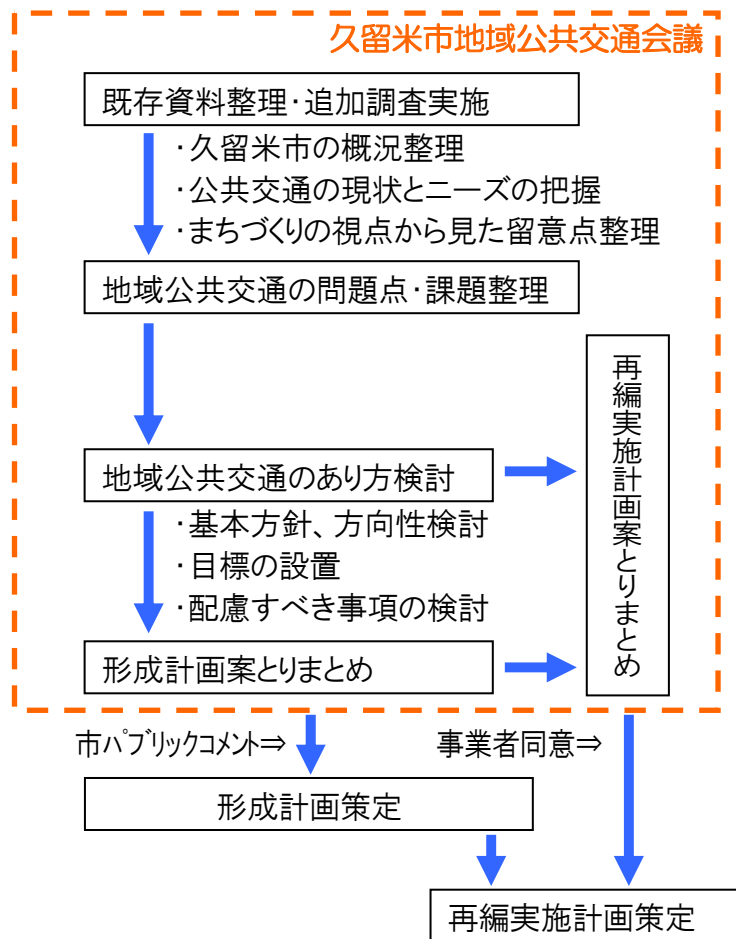 久留米市地域公共交通会議
既存資料整理・追加調査実施
・久留米市の概況整理
・公共交通の現状とニーズの把握
・まちづくりの視点から見た留意点整理
地域公共交通の問題点・課題整理
地域公共交通のあり方検討
・基本方針、方向性検討
・目標の設置
・配慮すべき事項の検討
形成計画案とりまとめ
再編実施計画案とりまとめ
市パブリックコメント⇒
事業者同意⇒
形成計画策定
再編実施計画策定